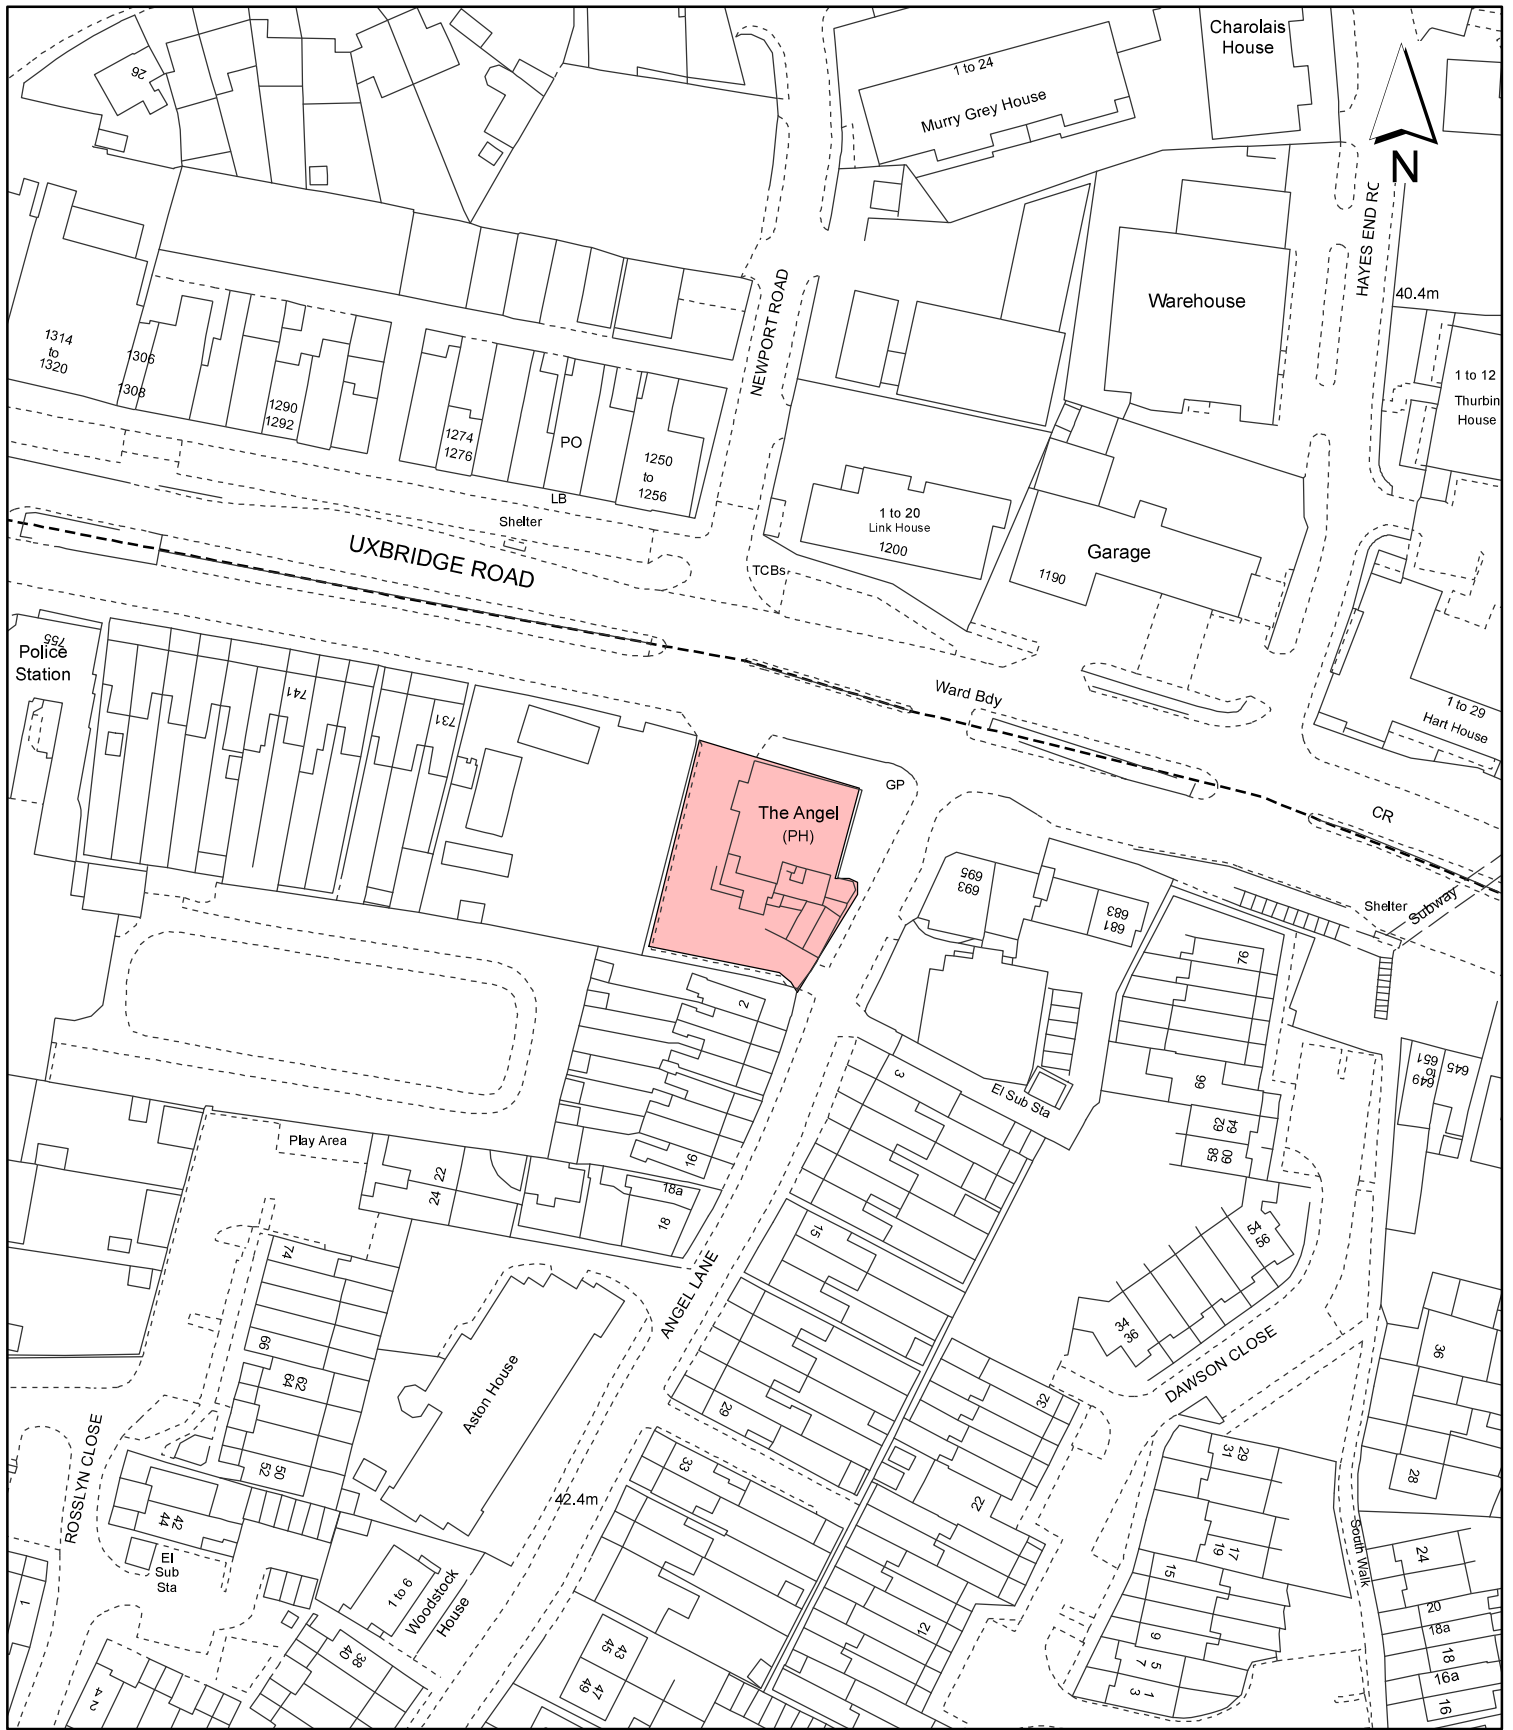 Charolais
House
1 to 24
26
Murry Grey House
N
HAYES END RO
NEWPORT ROAD
40.4m
Warehouse
1314
to
1320
1306
1308
1290
1292
1274
1276
PO
1250
to
1256
1 to 12
Thurbin
House
LB
Shelter
1 to 20
Link House
1200
UXBRIDGE ROAD
TCBs
Garage
1190
755
Police
Station
741
731
Ward Bdy
1 to 29
Hart House
GP
The Angel
(PH)
CR
695
693
683
681
Shelter
Subway
76
2
3
El Sub Sta
66
62
64
58
60
651
to
649
645
Play Area
22
24
16
18a
18
15
54
56
74
ANGEL LANE
34
36
DAWSON CLOSE
36
66
62
64
Aston House
32
29
ROSSLYN CLOSE
50
52
33
29
31
28
42
44
42.4m
22
South Walk
El
Sub
Sta
1 to 6
Woodstock
House
17
19
15
24
1
12
20
18a
18
16a
16
40
38
43
45
47
49
9
7
5
3
1
4
2